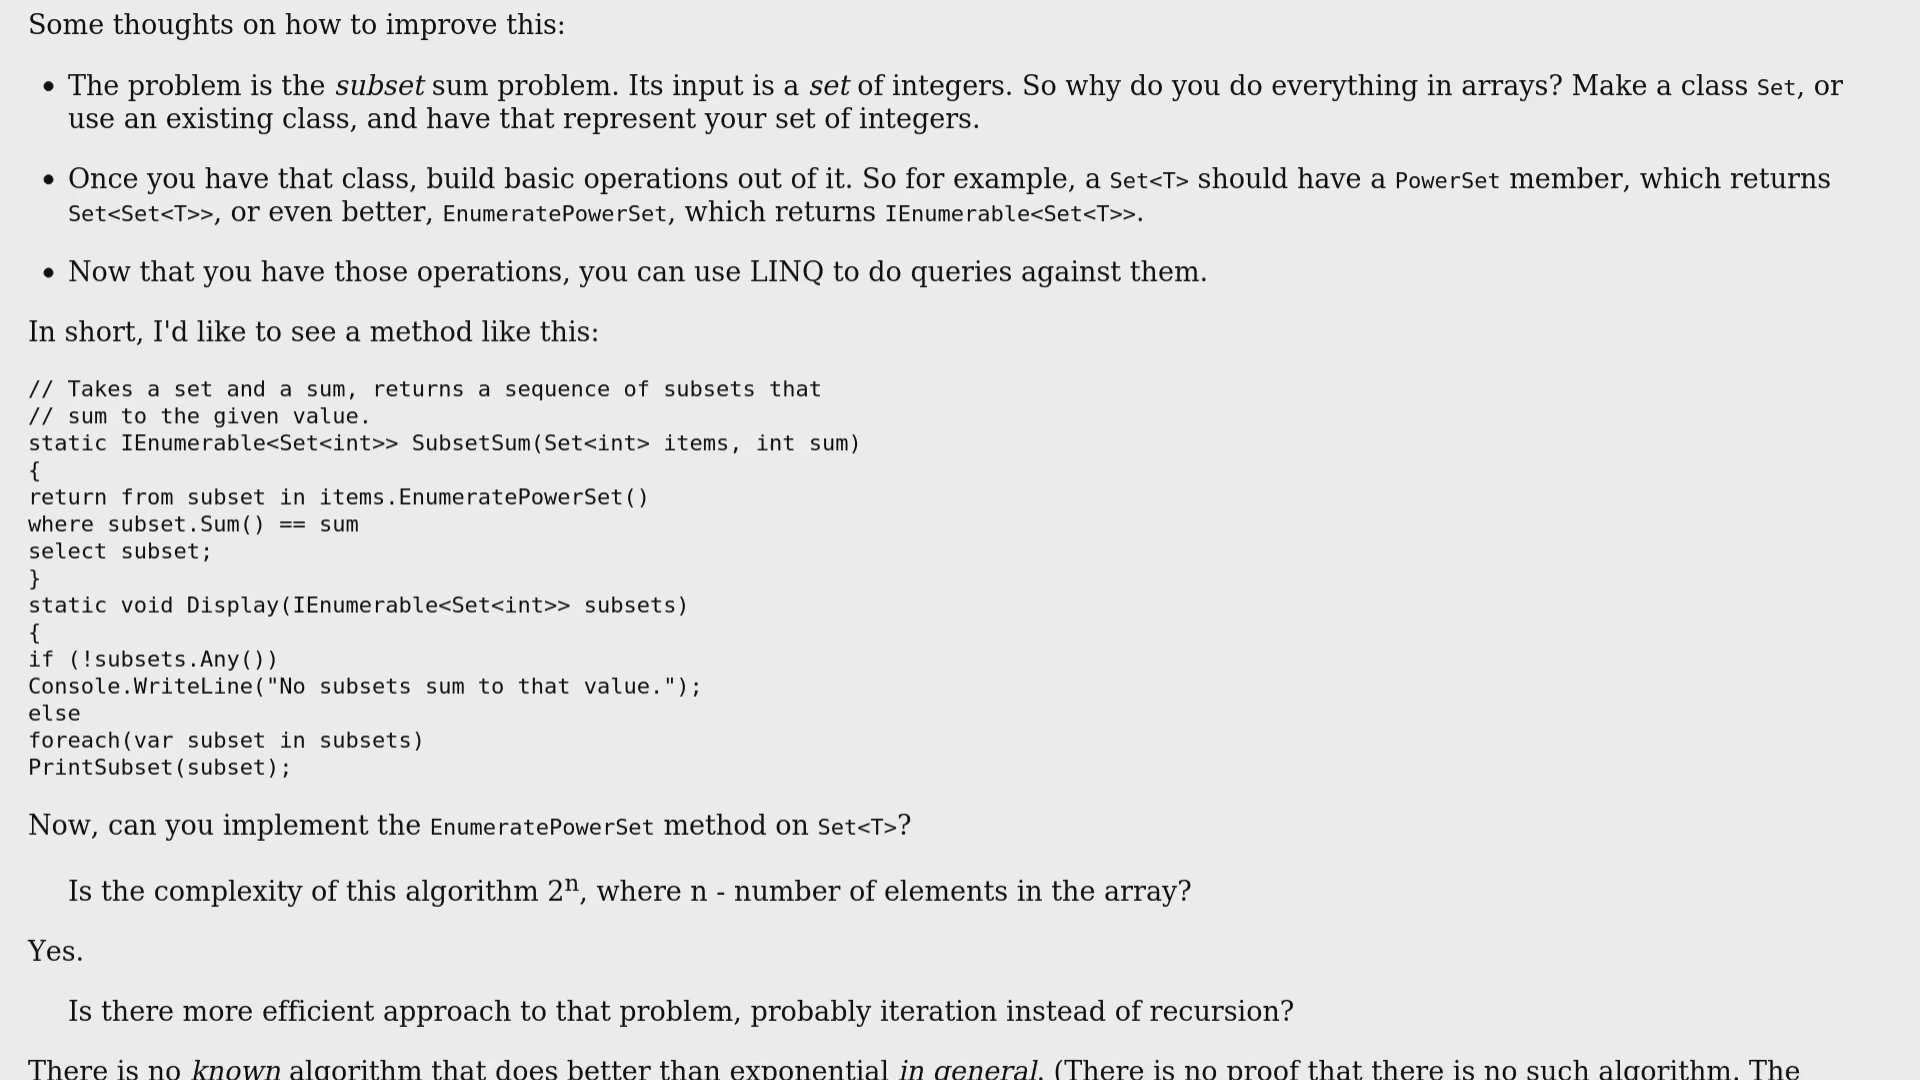 Some thoughts on how to improve this:
• The problem is the subset sum problem. Its input is a set of integers. So why do you do everything in arrays? Make a class Set, or
use an existing class, and have that represent your set of integers.
• Once you have that class, build basic operations out of it. So for example, a Set<T> should have a PowerSet member, which returns
Set<Set<T>>, or even better, EnumeratePowerSet, which returns IEnumerable<Set<T>>.
• Now that you have those operations, you can use LINQ to do queries against them.
In short, I'd like to see a method like this:
// Takes a set and a sum, returns a sequence of subsets that
// sum to the given value.
static IEnumerable<Set<int>> SubsetSum(Set<int> items, int sum)
{
return from subset in items.EnumeratePowerSet()
where subset.Sum() == sum
select subset;
}
static void Display(IEnumerable<Set<int>> subsets)
{
if (!subsets.Any())
Console.WriteLine("No subsets sum to that value.");
else
foreach(var subset in subsets)
PrintSubset(subset);
Now, can you implement the EnumeratePowerSet method on Set<T>?
Is the complexity of this algorithm 2ⁿ, where n - number of elements in the array?
Yes.
Is there more efficient approach to that problem, probably iteration instead of recursion?
There is no known algorithm that does better than exponential in general. (There is no proof that there is no such algorithm. The